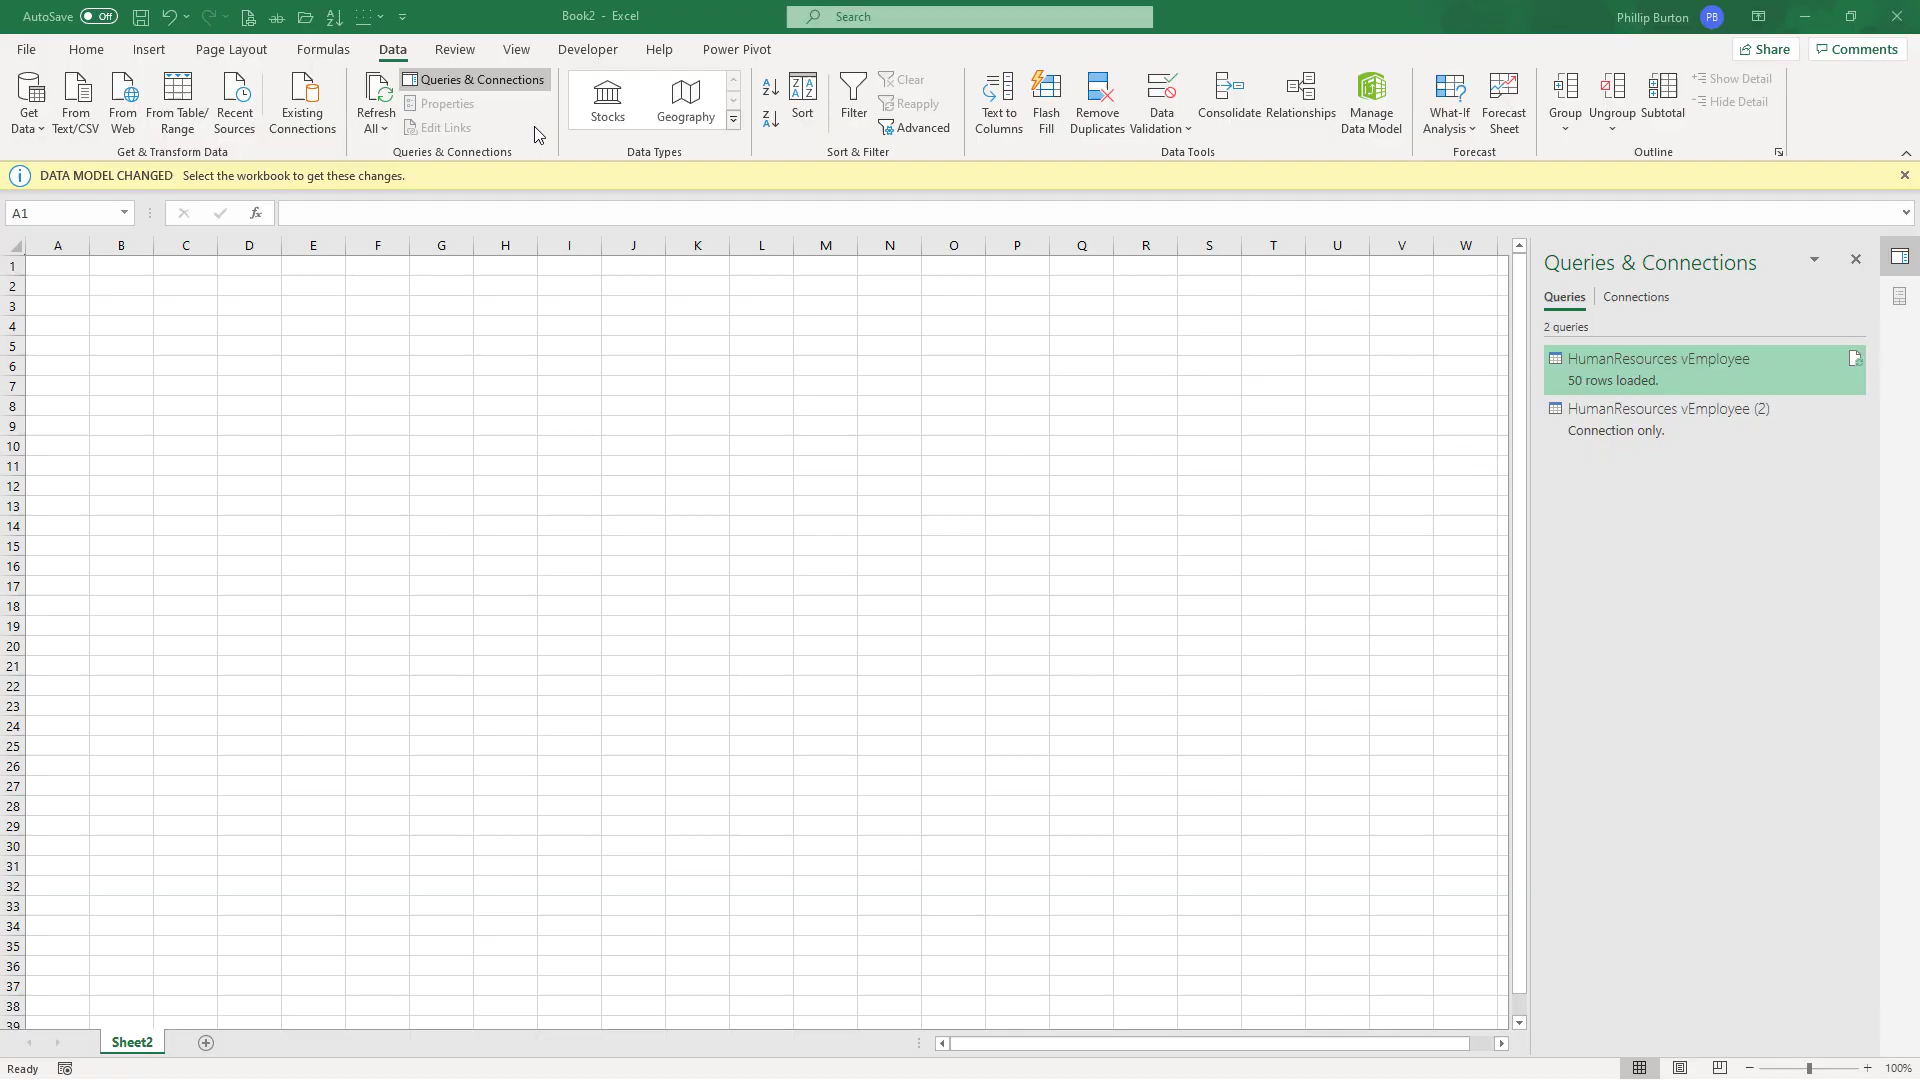 AutoSave Off Book2 - Excel Search Phillip Burton PB
File Home Insert Page Layout Formulas Data Review View Developer Help Power Pivot Share Comments
Get Data From Text/CSV From Web From Table/ Range Recent Sources Existing Connections
Get & Transform Data
Refresh All Queries & Connections
Properties
Edit Links
Queries & Connections
Stocks Geography
Data Types
Sort Filter Clear
Reapply
Advanced
Sort & Filter
Text to Columns Flash Fill Remove Duplicates Data Validation Consolidate Relationships Manage Data Model
Data Tools
What-If Analysis Forecast Sheet
Forecast
Group Ungroup Subtotal Show Detail
Hide Detail
Outline
DATA MODEL CHANGED Select the workbook to get these changes.
A1 fx
A B C D E F G H I J K L M N O P Q R S T U V W
1
2
3
4
5
6
7
8
9
10
11
12
13
14
15
16
17
18
19
20
21
22
23
24
25
26
27
28
29
30
31
32
33
34
35
36
37
38
39
Queries & Connections
Queries Connections
2 queries
HumanResources vEmployee
50 rows loaded.
HumanResources vEmployee (2)
Connection only.
Sheet2
Ready 100%